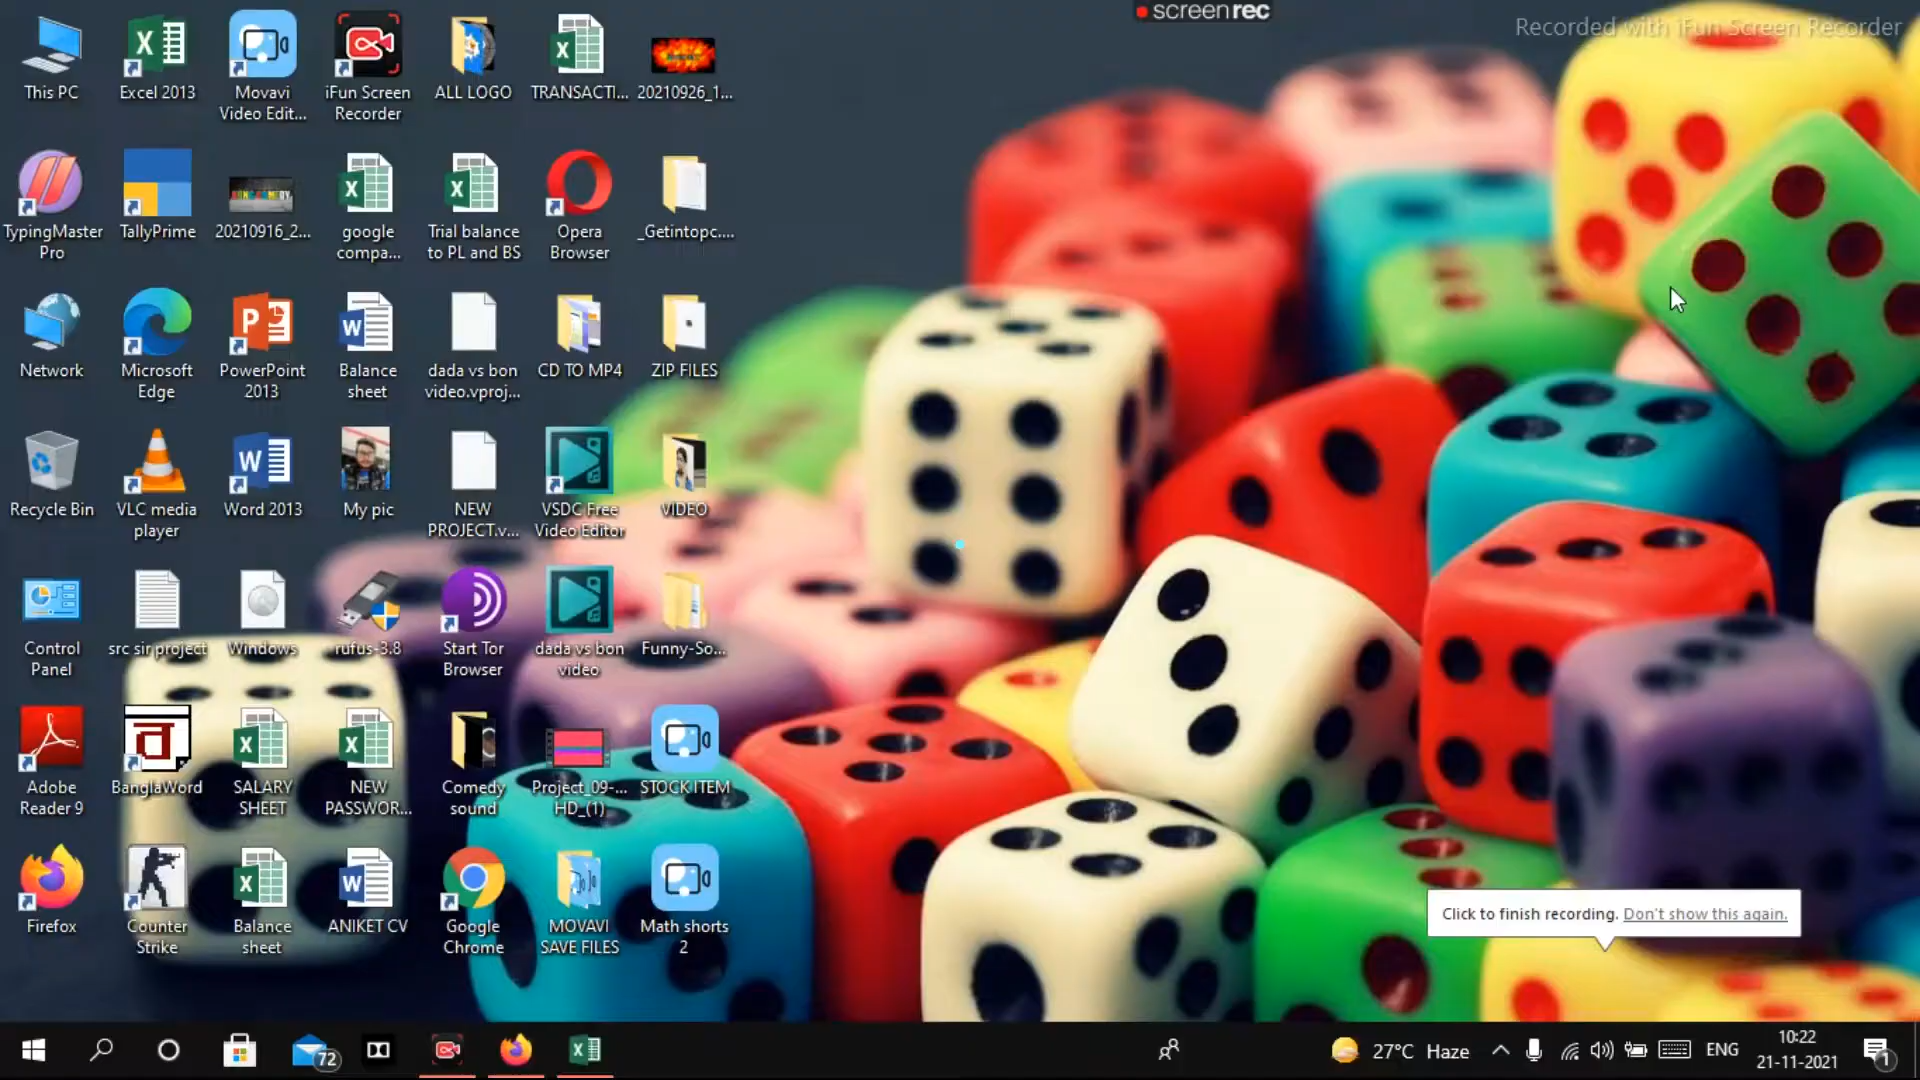 screenrec
Recorded with iFun Screen Recorder
This PC
Excel 2013
Movavi
Video Edit...
iFun Screen
Recorder
ALL LOGO
TRANSACTI...
20210926_1...
TypingMaster
Pro
TallyPrime
20210916_2...
google
compa...
Trial balance
to PL and BS
Opera
Browser
_Getintopc....
Network
Microsoft
Edge
PowerPoint
2013
Balance
sheet
dada vs bon
video.vproj...
CD TO MP4
ZIP FILES
Recycle Bin
VLC media
player
Word 2013
My pic
NEW
PROJECT.v...
VSDC Free
Video Editor
VIDEO
Control
Panel
src sir project
Windows
rufus-3.8
Start Tor
Browser
dada vs bon
video
Funny-So...
Adobe
Reader 9
BanglaWord
SALARY
SHEET
NEW
PASSWOR...
Comedy
sound
Project_09-...
HD_(1)
STOCK ITEM
Firefox
Counter
Strike
Balance
sheet
ANIKET CV
Google
Chrome
MOVAVI
SAVE FILES
Math shorts
2
Click to finish recording. Don't show this again.
72
27°C Haze
ENG
10:22
21-11-2021
1